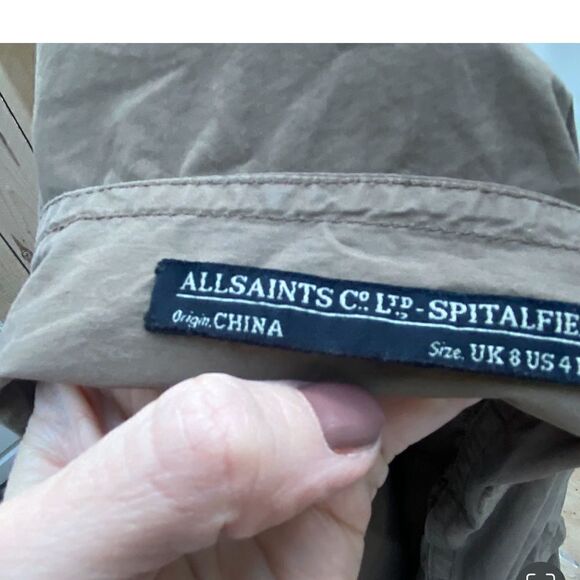 ALLSAINTS Cº LTD - SPITALFIE
Origin. CHINA
Size. UK 8 US 4